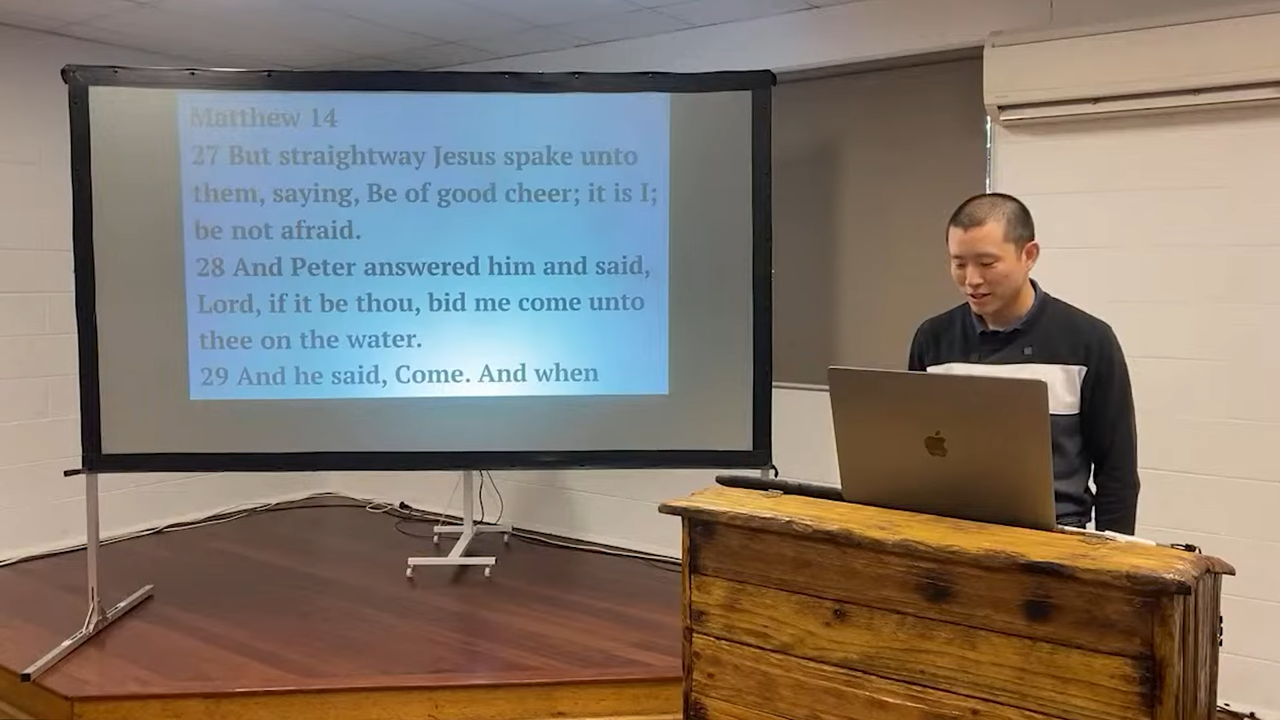 Matthew 14
27 But straightway Jesus spake unto
them, saying, Be of good cheer; it is I;
be not afraid.
28 And Peter answered him and said,
Lord, if it be thou, bid me come unto
thee on the water.
29 And he said, Come. And when